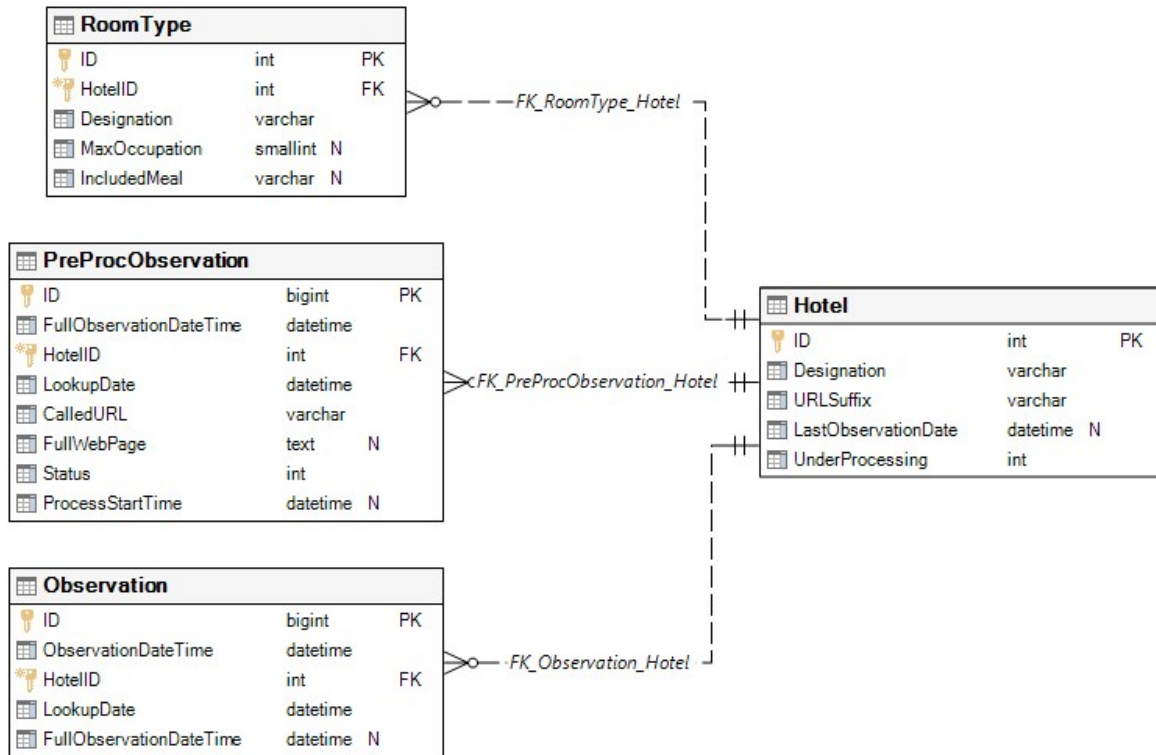 RoomType
ID int PK
HotelID int FK
Designation varchar
MaxOccupation smallint N
IncludedMeal varchar N
FK_RoomType_Hotel
PreProcObservation
ID bigint PK
FullObservationDateTime datetime
HotelID int FK
LookupDate datetime
CalledURL varchar
FullWebPage text N
Status int
ProcessStartTime datetime N
FK_PreProcObservation_Hotel
Hotel
ID int PK
Designation varchar
URLSuffix varchar
LastObservationDate datetime N
UnderProcessing int
Observation
ID bigint PK
ObservationDateTime datetime
HotelID int FK
LookupDate datetime
FullObservationDateTime datetime N
FK_Observation_Hotel